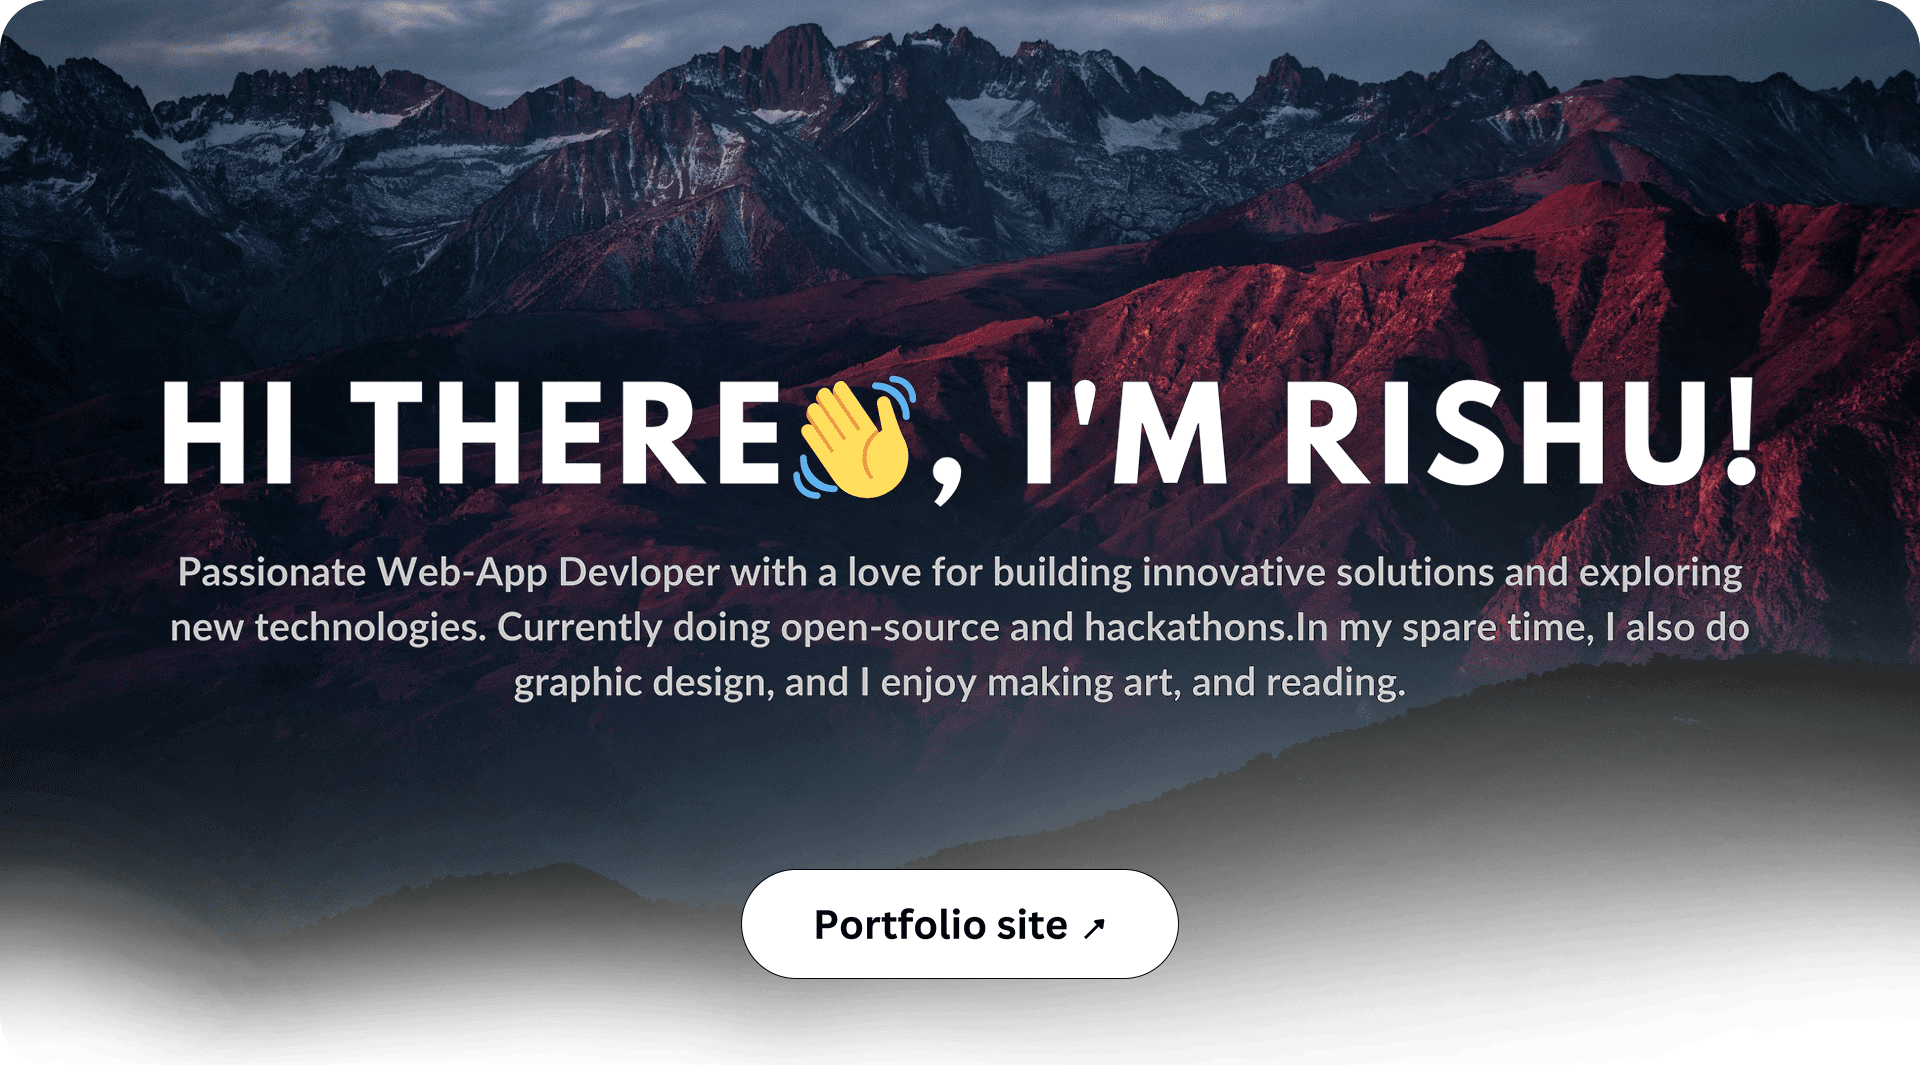 HI THERE👋, I'M RISHU!
Passionate Web-App Devloper with a love for building innovative solutions and exploring
new technologies. Currently doing open-source and hackathons.In my spare time, I also do
graphic design, and I enjoy making art, and reading.
Portfolio site ↗